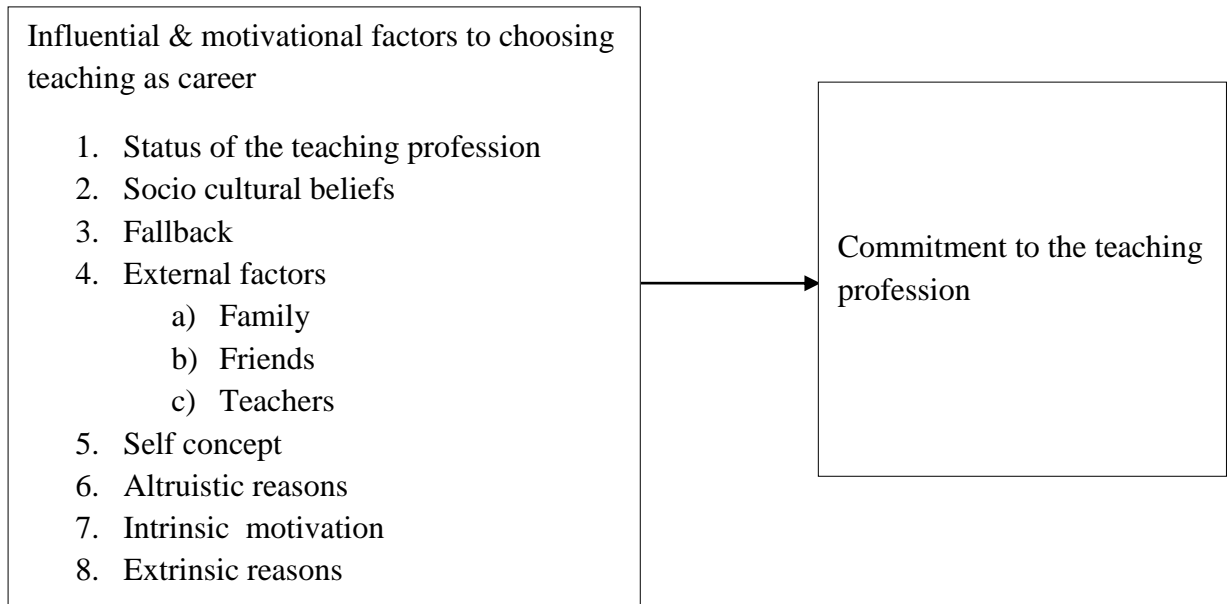 Influential & motivational factors to choosing
teaching as career
1. Status of the teaching profession
2. Socio cultural beliefs
3. Fallback
4. External factors
a) Family
b) Friends
c) Teachers
5. Self concept
6. Altruistic reasons
7. Intrinsic motivation
8. Extrinsic reasons
Commitment to the teaching
profession